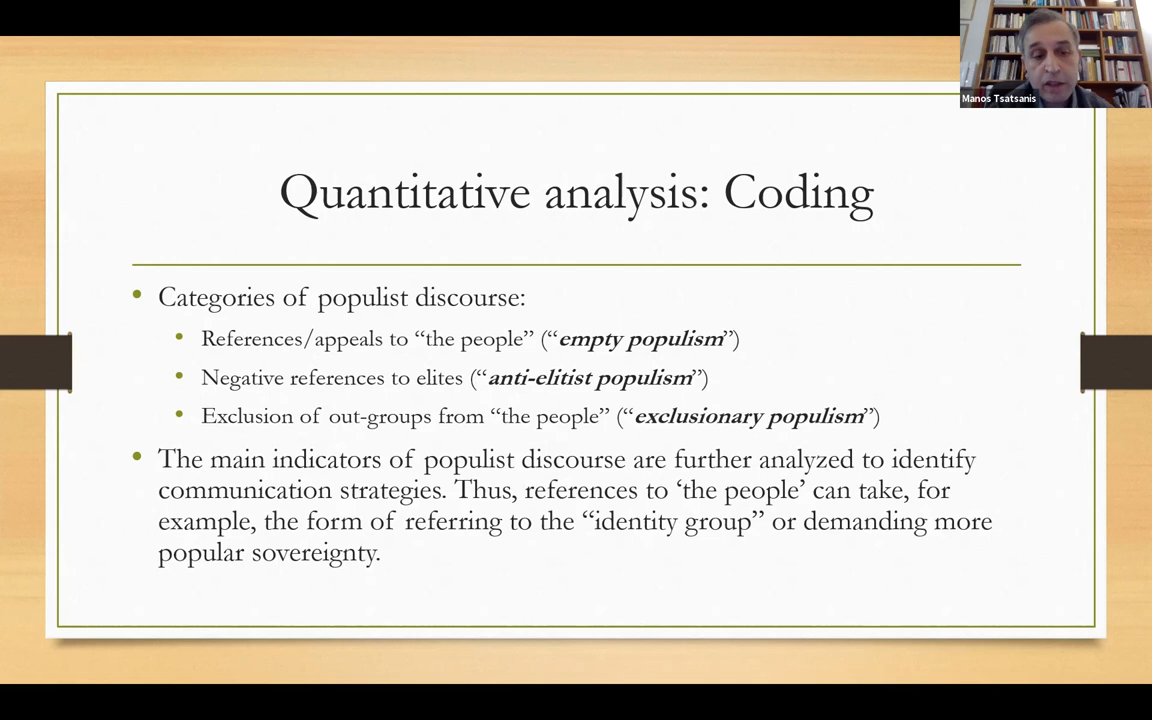 Manos Tsatsanis
Quantitative analysis: Coding
• Categories of populist discourse:
• References/appeals to “the people” (“empty populism”)
• Negative references to elites (“anti-elitist populism”)
• Exclusion of out-groups from “the people” (“exclusionary populism”)
• The main indicators of populist discourse are further analyzed to identify
communication strategies. Thus, references to ‘the people’ can take, for
example, the form of referring to the “identity group” or demanding more
popular sovereignty.